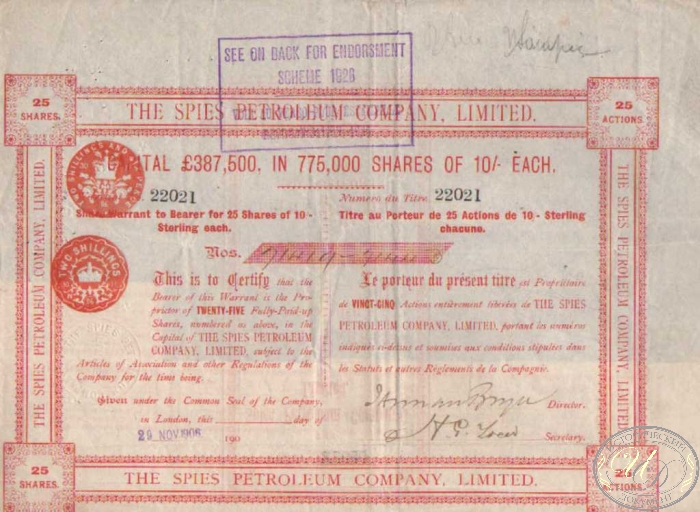 SEE ON BACK FOR ENDORSMENT
SCHEME 1926
25
SHARES.
THE SPIES PETROLEUM COMPANY, LIMITED.
25
ACTIONS
CAPITAL £387,500, IN 775,000 SHARES OF 10/- EACH.
22021
Numéro du Titre 22021
Share Warrant to Bearer for 25 Shares of 10/- Sterling each.
Titre au Porteur de 25 Actions de 10/- Sterling chacune.
Nos.
This is to Certify that the
Bearer of this Warrant is the Pro-
prietor of TWENTY-FIVE Fully-Paid-up
Shares, numbered as above, in the
Capital of THE SPIES PETROLEUM
COMPANY, LIMITED, subject to the
Articles of Association and other Regulations of the
Company for the time being.
Given under the Common Seal of the Company,
in London, this day of
29 NOV 1906 190
Le porteur du présent titre est Propriétaire
de VINGT-CINQ Actions entièrement libérées de THE SPIES
PETROLEUM COMPANY, LIMITED, portant les numéros
indiqués ci-dessus et soumises aux conditions stipulées dans
les Statuts et autres Règlements de la Compagnie.
Director.
Secretary.
TWO SHILLINGS
THE SPIES PETROLEUM COMPANY, LIMITED.
THE SPIES PETROLEUM COMPANY, LIMITED.
25
SHARES.
THE SPIES PETROLEUM COMPANY, LIMITED.
25
ACTIONS